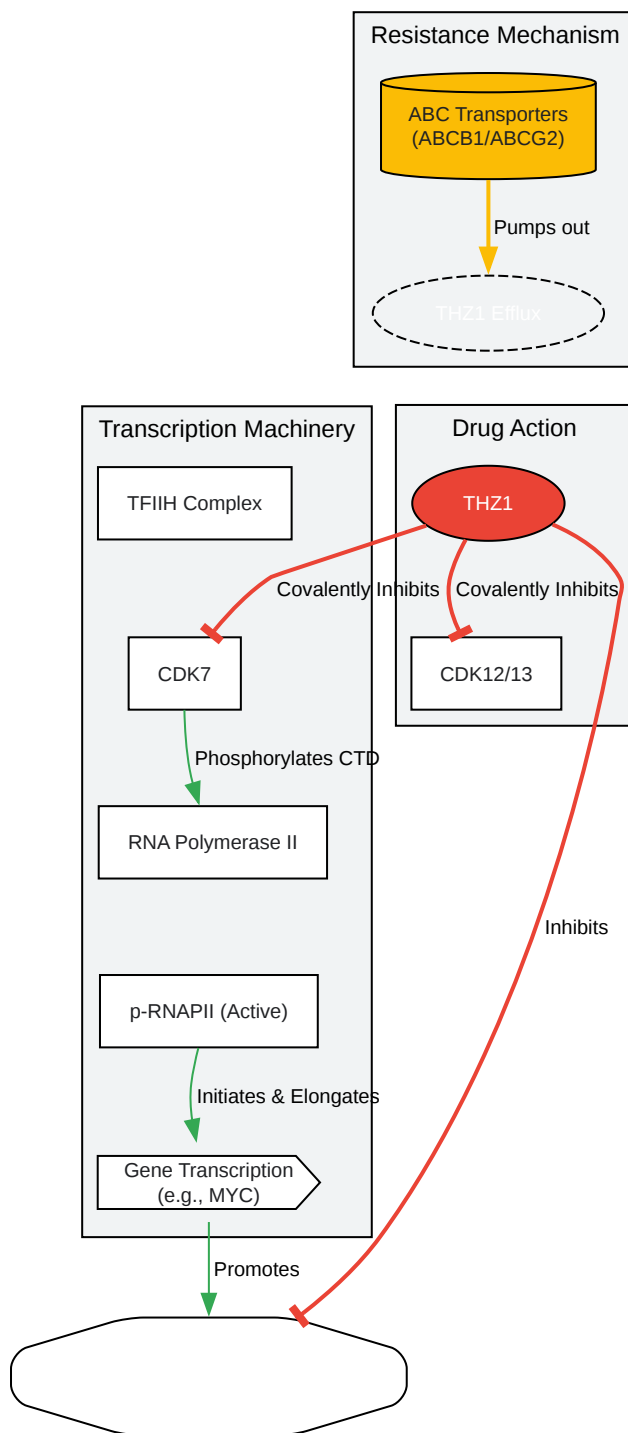 Resistance Mechanism
ABC Transporters
(ABCB1/ABCG2)
Pumps out
THZ1 Efflux
Transcription Machinery
Drug Action
TFIIH Complex
THZ1
Covalently Inhibits
Covalently Inhibits
CDK7
CDK12/13
Phosphorylates CTD
RNA Polymerase II
Inhibits
p-RNAPII (Active)
Initiates & Elongates
Gene Transcription
(e.g., MYC)
Promotes